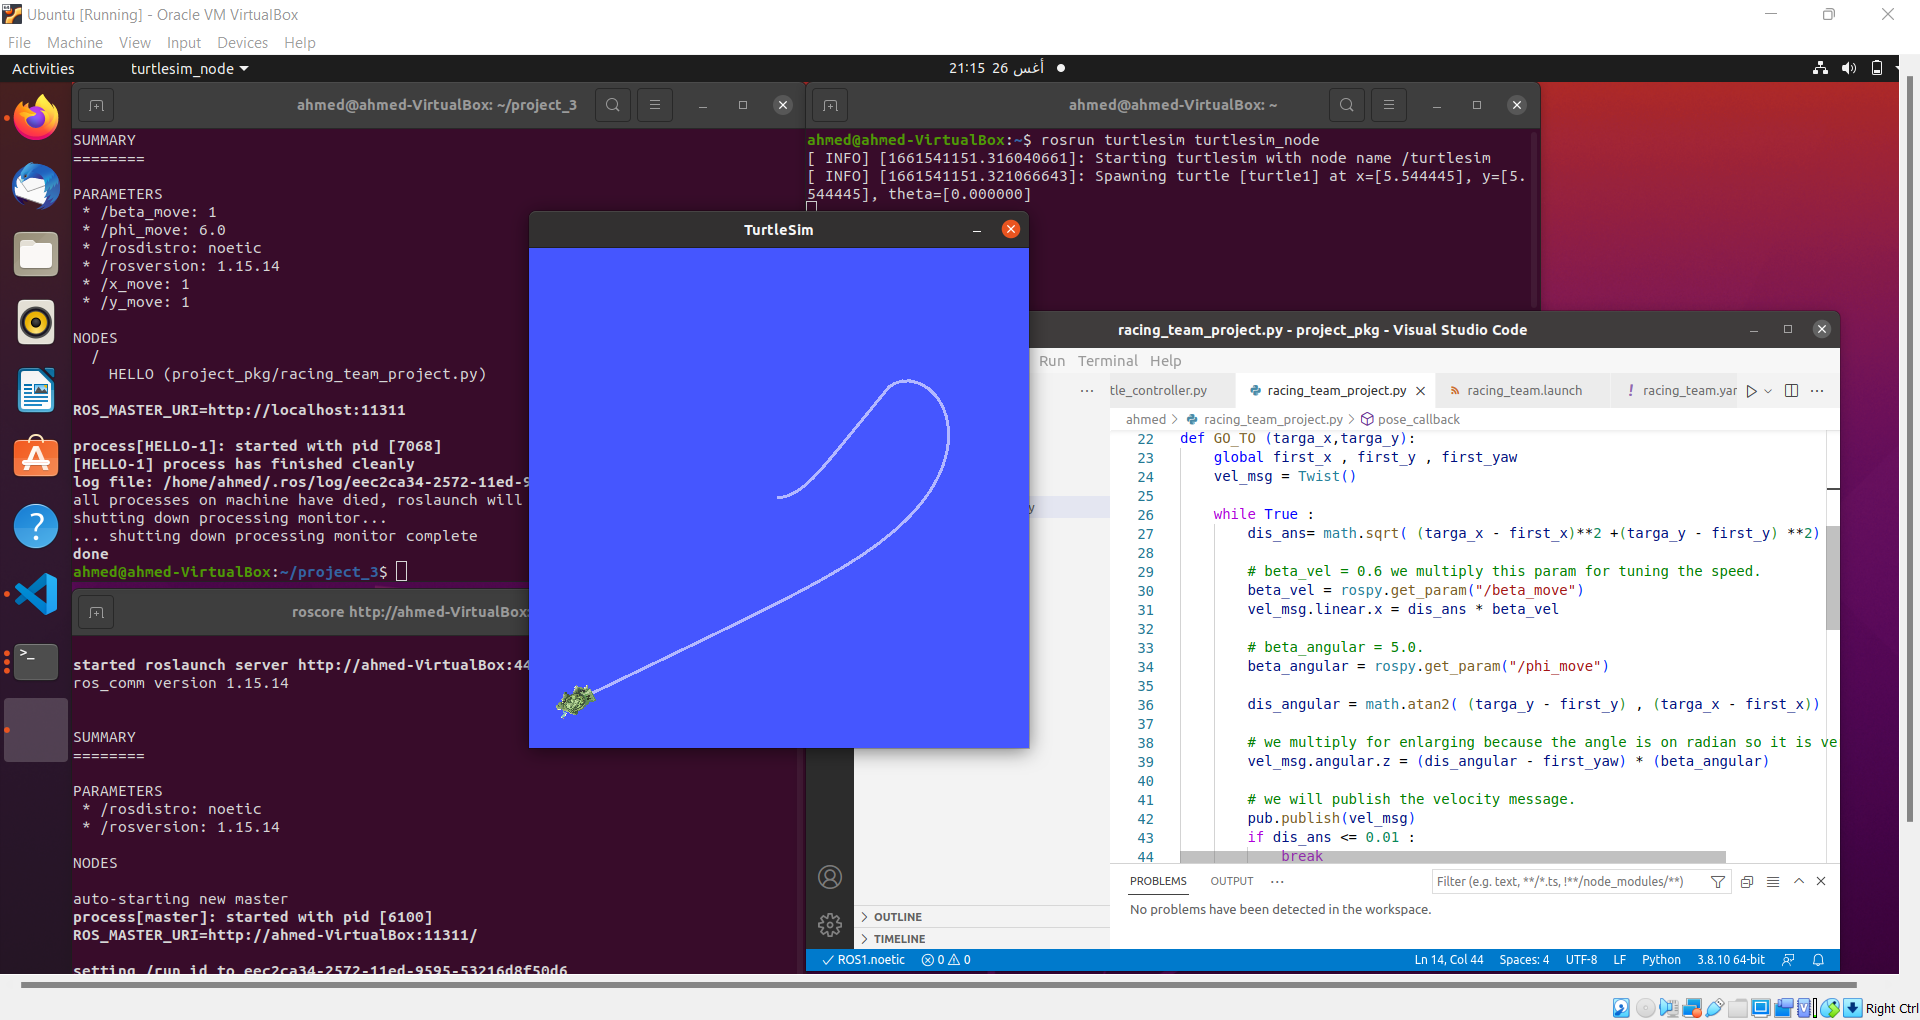 Ubuntu [Running] - Oracle VM VirtualBox
File Machine View Input Devices Help
Activities
turtlesim_node
21:15 26 أغس
ahmed@ahmed-VirtualBox: ~/project_3
SUMMARY
========
PARAMETERS
* /beta_move: 1
* /phi_move: 6.0
* /rosdistro: noetic
* /rosversion: 1.15.14
* /x_move: 1
* /y_move: 1
NODES
/
HELLO (project_pkg/racing_team_project.py)
ROS_MASTER_URI=http://localhost:11311
process[HELLO-1]: started with pid [7068]
[HELLO-1] process has finished cleanly
log file: /home/ahmed/.ros/log/eec2ca34-2572-11ed-9
all processes on machine have died, roslaunch will
shutting down processing monitor...
... shutting down processing monitor complete
done
ahmed@ahmed-VirtualBox:~/project_3$
roscore http://ahmed-VirtualBox:
started roslaunch server http://ahmed-VirtualBox:44
ros_comm version 1.15.14
SUMMARY
========
PARAMETERS
* /rosdistro: noetic
* /rosversion: 1.15.14
NODES
auto-starting new master
process[master]: started with pid [6100]
ROS_MASTER_URI=http://ahmed-VirtualBox:11311/
setting /run_id to eec2ca34-2572-11ed-9595-53216d8f50d6
ahmed@ahmed-VirtualBox: ~
ahmed@ahmed-VirtualBox:~$ rosrun turtlesim turtlesim_node
[ INFO] [1661541151.316040661]: Starting turtlesim with node name /turtlesim
[ INFO] [1661541151.321066643]: Spawning turtle [turtle1] at x=[5.544445], y=[5.
544445], theta=[0.000000]
TurtleSim
racing_team_project.py - project_pkg - Visual Studio Code
Run Terminal Help
tle_controller.py
racing_team_project.py
racing_team.launch
racing_team.yar
ahmed > racing_team_project.py > pose_callback
y
22 def GO_TO (targa_x,targa_y):
23 global first_x , first_y , first_yaw
24 vel_msg = Twist()
25
26 while True :
27 dis_ans= math.sqrt( (targa_x - first_x)**2 +(targa_y - first_y) **2)
28
29 # beta_vel = 0.6 we multiply this param for tuning the speed.
30 beta_vel = rospy.get_param("/beta_move")
31 vel_msg.linear.x = dis_ans * beta_vel
32
33 # beta_angular = 5.0.
34 beta_angular = rospy.get_param("/phi_move")
35
36 dis_angular = math.atan2( (targa_y - first_y) , (targa_x - first_x))
37
38 # we multiply for enlarging because the angle is on radian so it is ve
39 vel_msg.angular.z = (dis_angular - first_yaw) * (beta_angular)
40
41 # we will publish the velocity message.
42 pub.publish(vel_msg)
43 if dis_ans <= 0.01 :
44 break
PROBLEMS OUTPUT
Filter (e.g. text, **/*.ts, !**/node_modules/**)
No problems have been detected in the workspace.
OUTLINE
TIMELINE
ROS1.noetic 0 0
Ln 14, Col 44 Spaces: 4 UTF-8 LF Python 3.8.10 64-bit
Right Ctrl